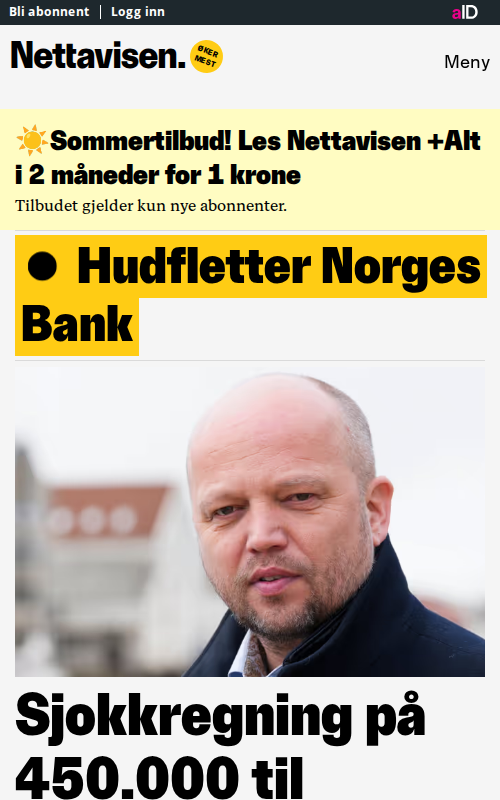 Bli abonnent | Logg inn
aID
Nettavisen.
ØKER
MEST
Meny
☀️Sommertilbud! Les Nettavisen +Alt
i 2 måneder for 1 krone
Tilbudet gjelder kun nye abonnenter.
● Hudfletter Norges
Bank
Sjokkregning på
450.000 til